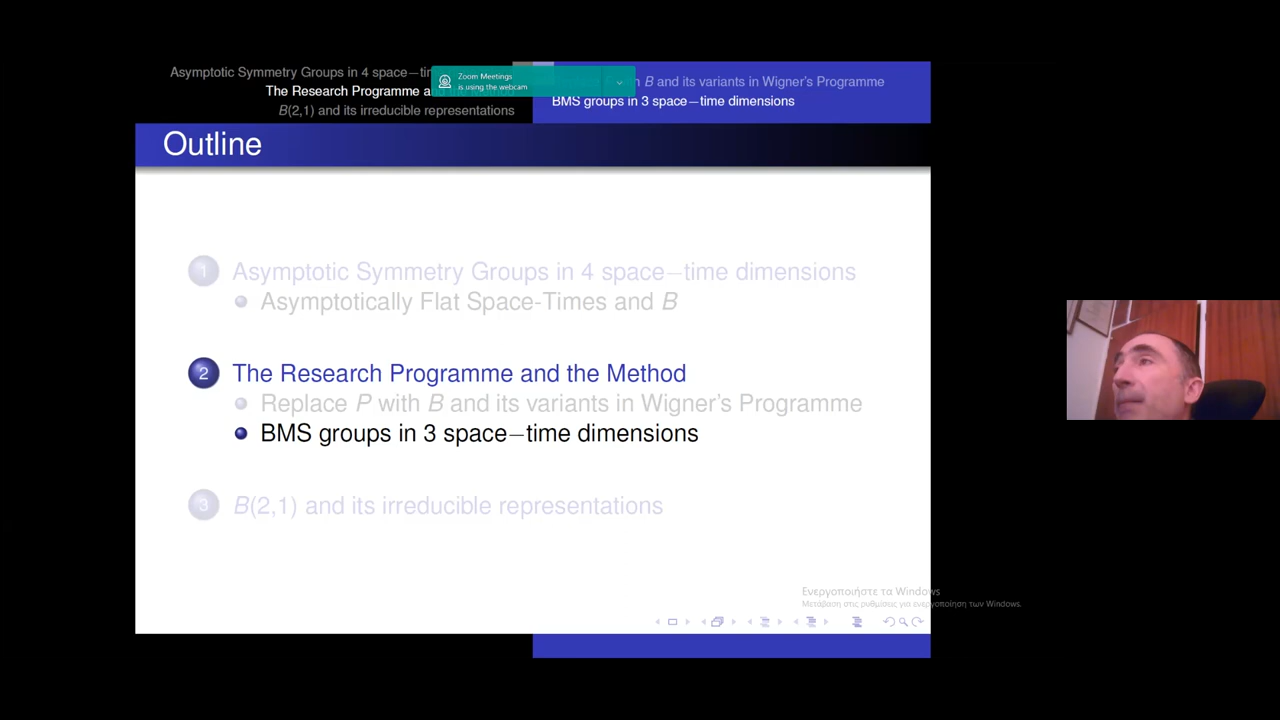 Asymptotic Symmetry Groups in 4 space−ti
The Research Programme and
B(2,1) and its irreducible representations
Zoom Meetings
is using the webcam
B and its variants in Wigner's Programme
BMS groups in 3 space−time dimensions
Outline
1 Asymptotic Symmetry Groups in 4 space−time dimensions
Asymptotically Flat Space-Times and B
2 The Research Programme and the Method
Replace P with B and its variants in Wigner's Programme
BMS groups in 3 space−time dimensions
3 B(2,1) and its irreducible representations
Ενεργοποιήστε τα Windows
Μετάβαση στις ρυθμίσεις για ενεργοποίηση των Windows.